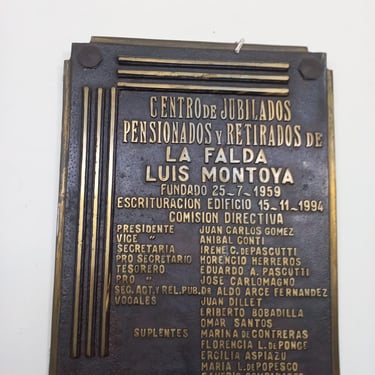 CENTRO DE JUBILADOS
PENSIONADOS Y RETIRADOS DE
LA FALDA
LUIS MONTOYA
FUNDADO 25-7-1959
ESCRITURACION EDIFICIO 15-11-1994
COMISION DIRECTIVA
PRESIDENTE JUAN CARLOS GOMEZ
VICE " ANIBAL CONTI
SECRETARIA IRENE G. DE PASCUTTI
PRO SECRETARIO HORENCIO HERREROS
TESORERO EDUARDO A. PASCUTTI
PRO " JOSE CARLOMAGNO
SEG. ACT. Y REL. PUB. DR ALDO ARCE FERNANDEZ
VOCALES JUAN DILLET
ERIBERTO BOBADILLA
OMAR SANTOS
SUPLENTES MARINA DE CONTRERAS
FLORENCIA L. DE PONCE
ERCILIA ASPIAZU
MARIA L. DE POPESCO